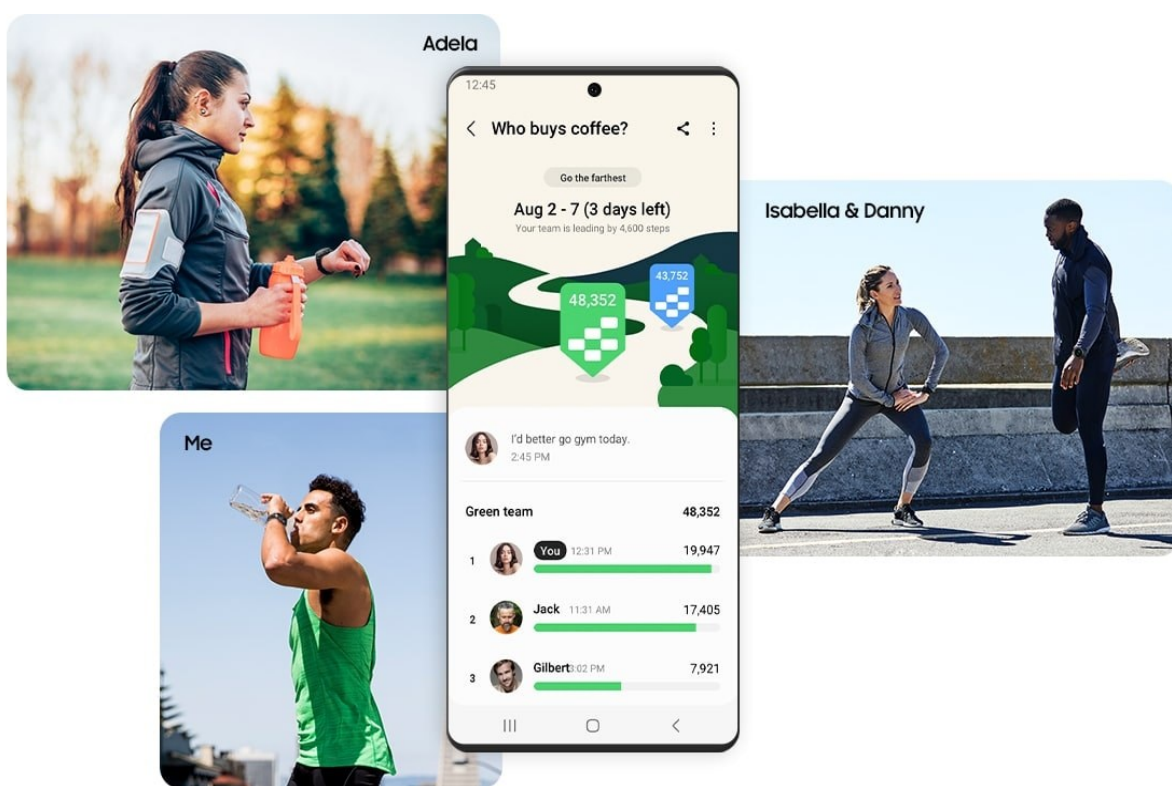 Adela
12:45
Who buys coffee?
Go the farthest
Aug 2 - 7 (3 days left)
Your team is leading by 4,600 steps
Isabella & Danny
43,752
48,352
Me
I'd better go gym today.
2:45 PM
Green team 48,352
1 You 12:31 PM 19,947
2 Jack 11:31 AM 17,405
3 Gilbert 3:02 PM 7,921